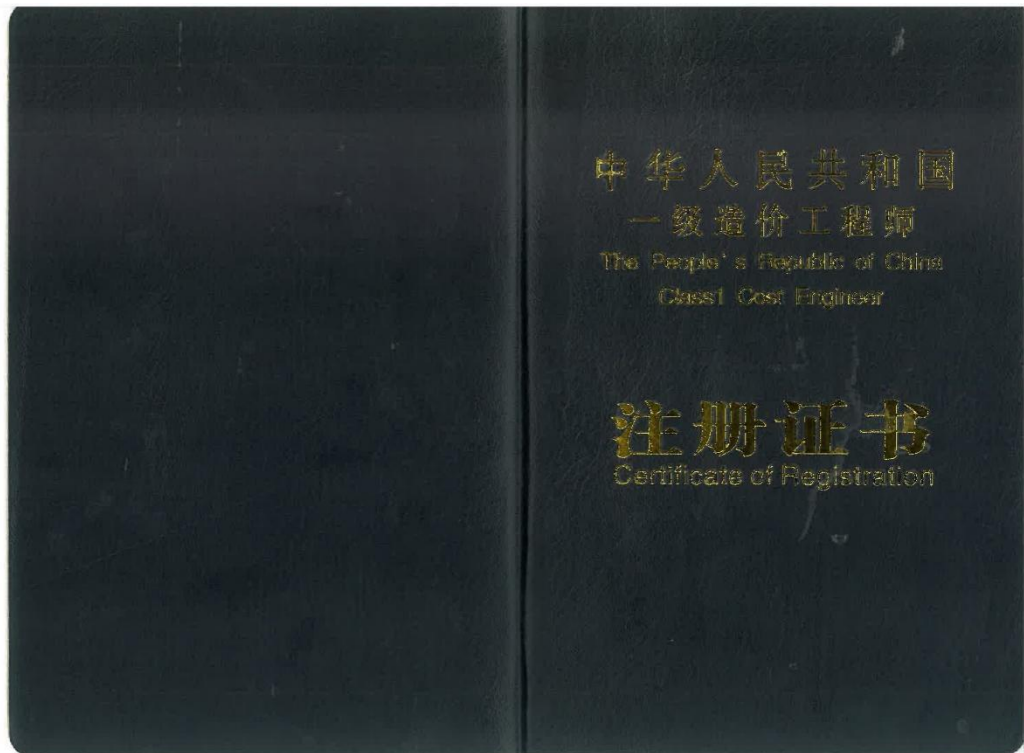 中华人民共和国
一级造价工程师
The People's Republic of China
Class1 Cost Engineer
注册证书
Certificate of Registration